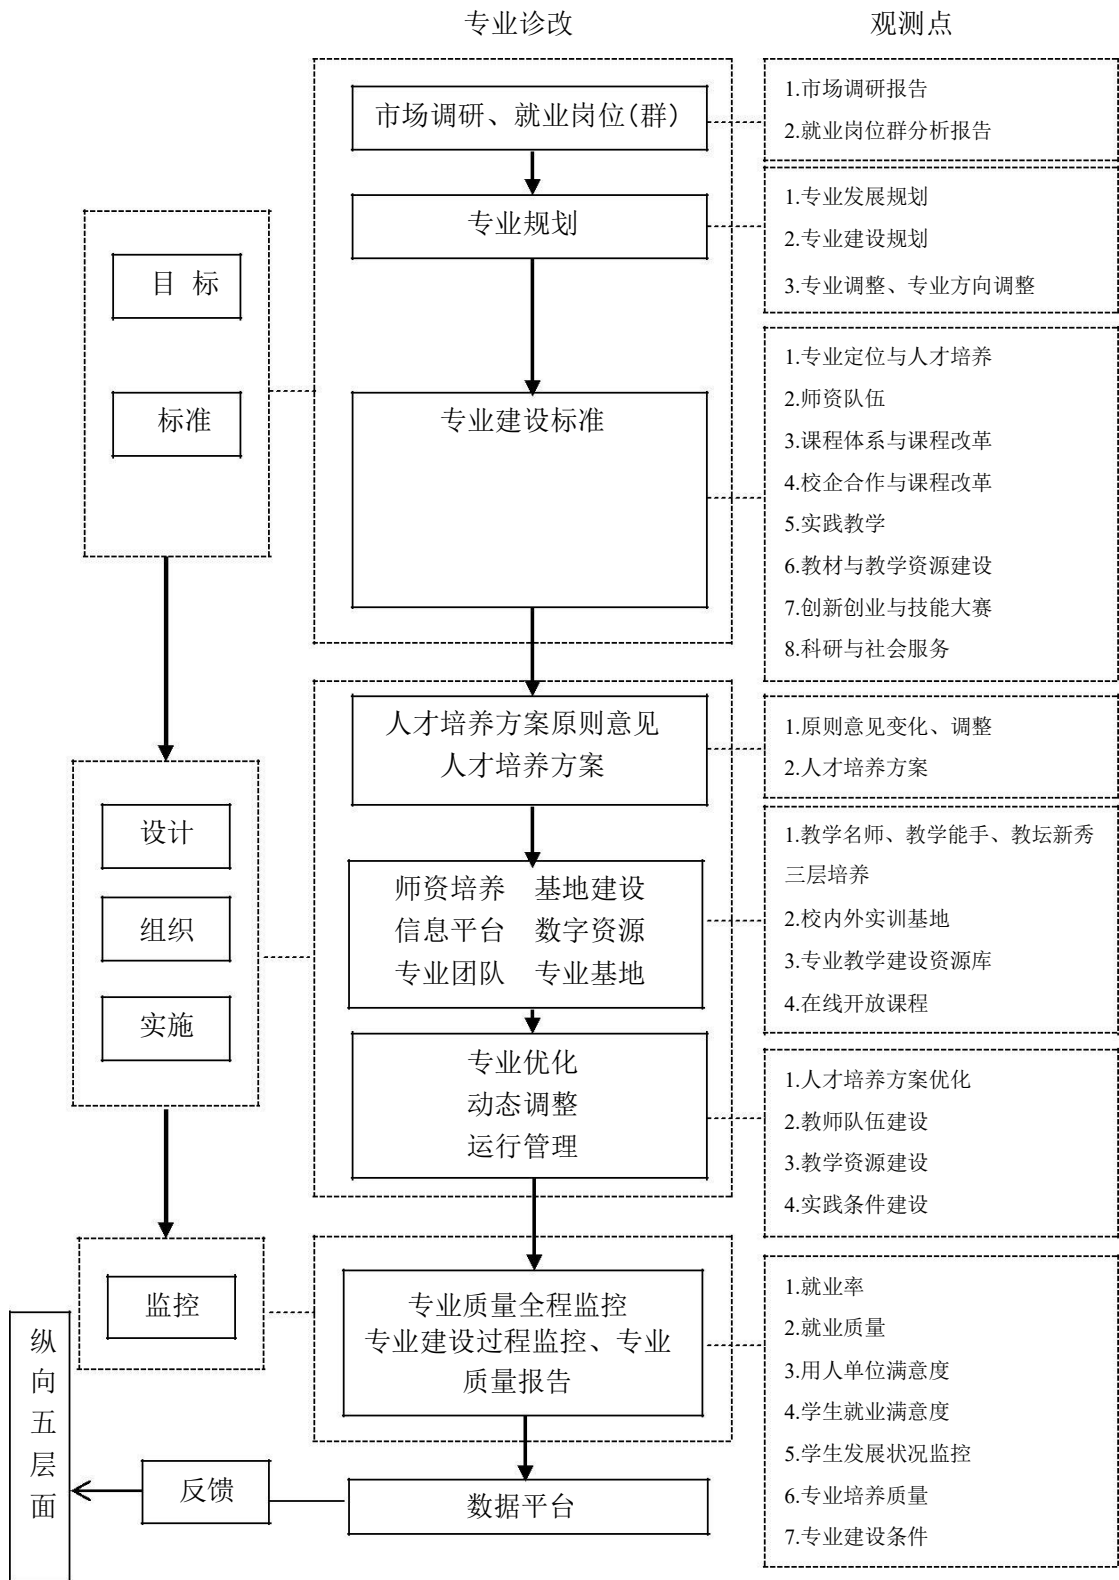 专业诊改
观测点
市场调研、就业岗位(群)
1.市场调研报告
2.就业岗位群分析报告
专业规划
1.专业发展规划
2.专业建设规划
3.专业调整、专业方向调整
目 标
标准
专业建设标准
1.专业定位与人才培养
2.师资队伍
3.课程体系与课程改革
4.校企合作与课程改革
5.实践教学
6.教材与教学资源建设
7.创新创业与技能大赛
8.科研与社会服务
人才培养方案原则意见
人才培养方案
1.原则意见变化、调整
2.人才培养方案
设计
组织
实施
师资培养 基地建设
信息平台 数字资源
专业团队 专业基地
1.教学名师、教学能手、教坛新秀
三层培养
2.校内外实训基地
3.专业教学建设资源库
4.在线开放课程
专业优化
动态调整
运行管理
1.人才培养方案优化
2.教师队伍建设
3.教学资源建设
4.实践条件建设
监控
专业质量全程监控
专业建设过程监控、专业
质量报告
1.就业率
2.就业质量
3.用人单位满意度
4.学生就业满意度
5.学生发展状况监控
6.专业培养质量
7.专业建设条件
纵向五层面
反馈
数据平台